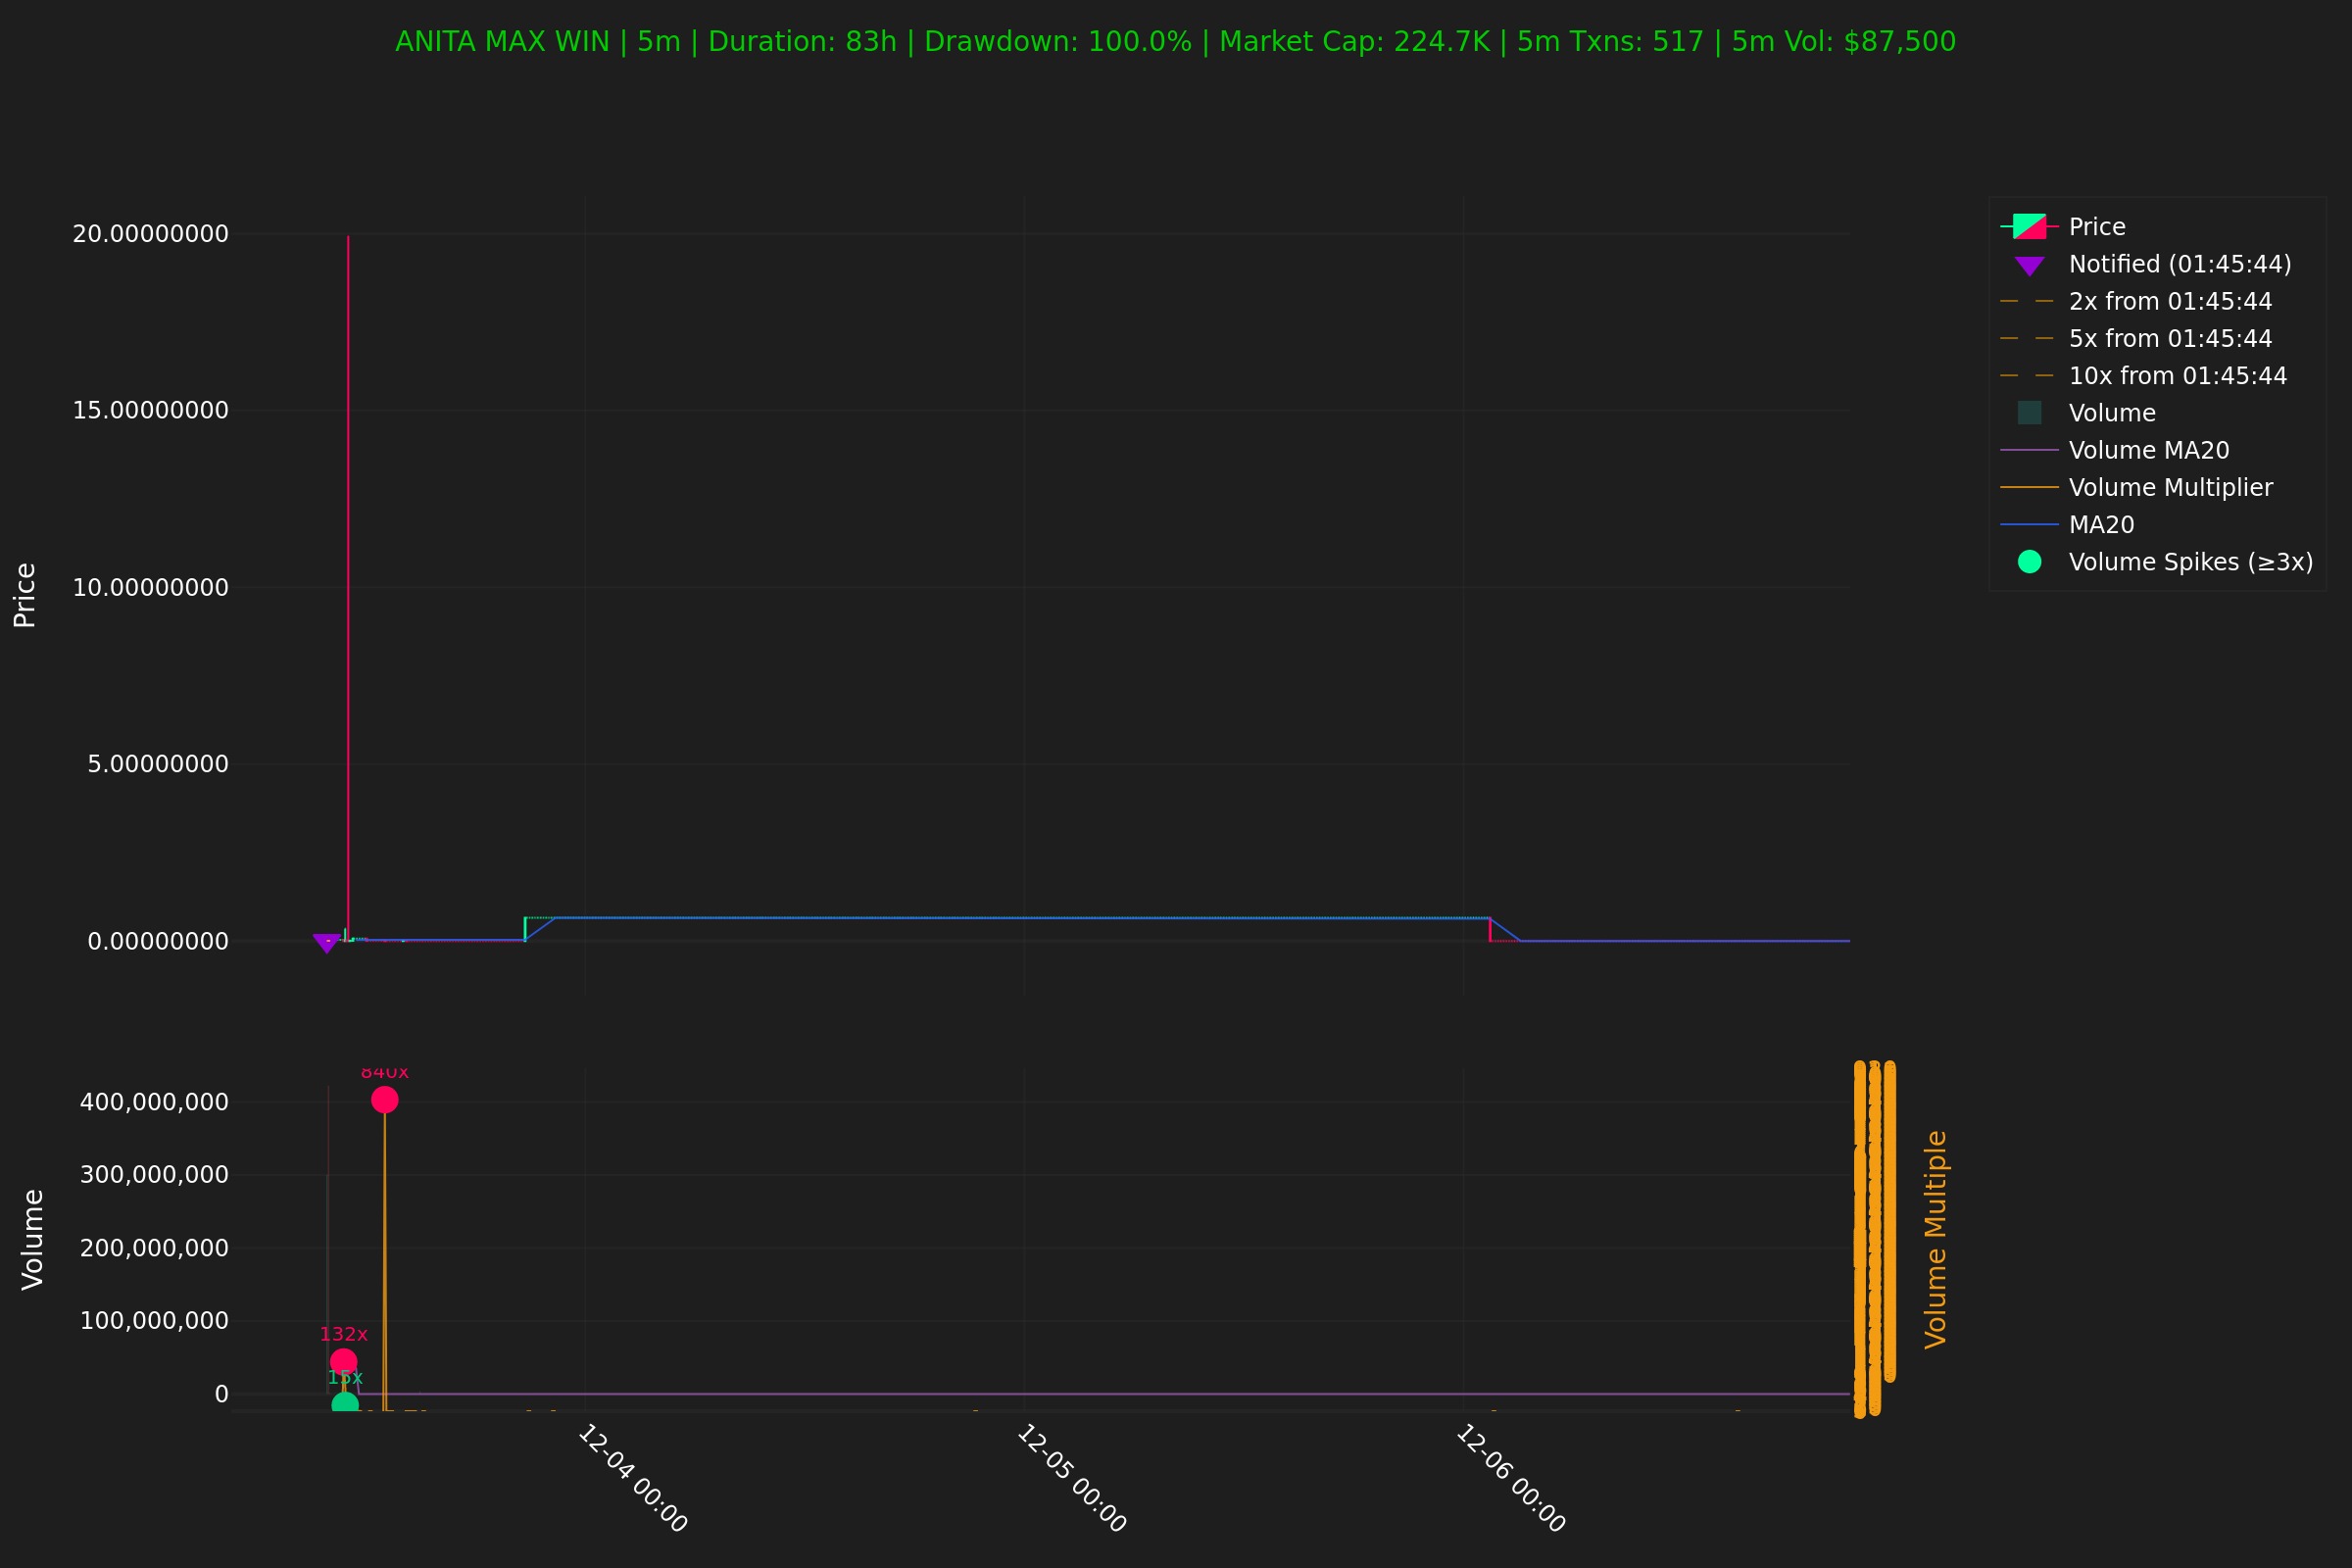 ANITA MAX WIN | 5m | Duration: 83h | Drawdown: 100.0% | Market Cap: 224.7K | 5m Txns: 517 | 5m Vol: $87,500
Price
20.00000000
15.00000000
10.00000000
5.00000000
0.00000000
Price
Notified (01:45:44)
2x from 01:45:44
5x from 01:45:44
10x from 01:45:44
Volume
Volume MA20
Volume Multiplier
MA20
Volume Spikes (≥3x)
Volume
400,000,000
300,000,000
200,000,000
100,000,000
0
840x
132x
15x
Volume Multiple
12-04 00:00
12-05 00:00
12-06 00:00